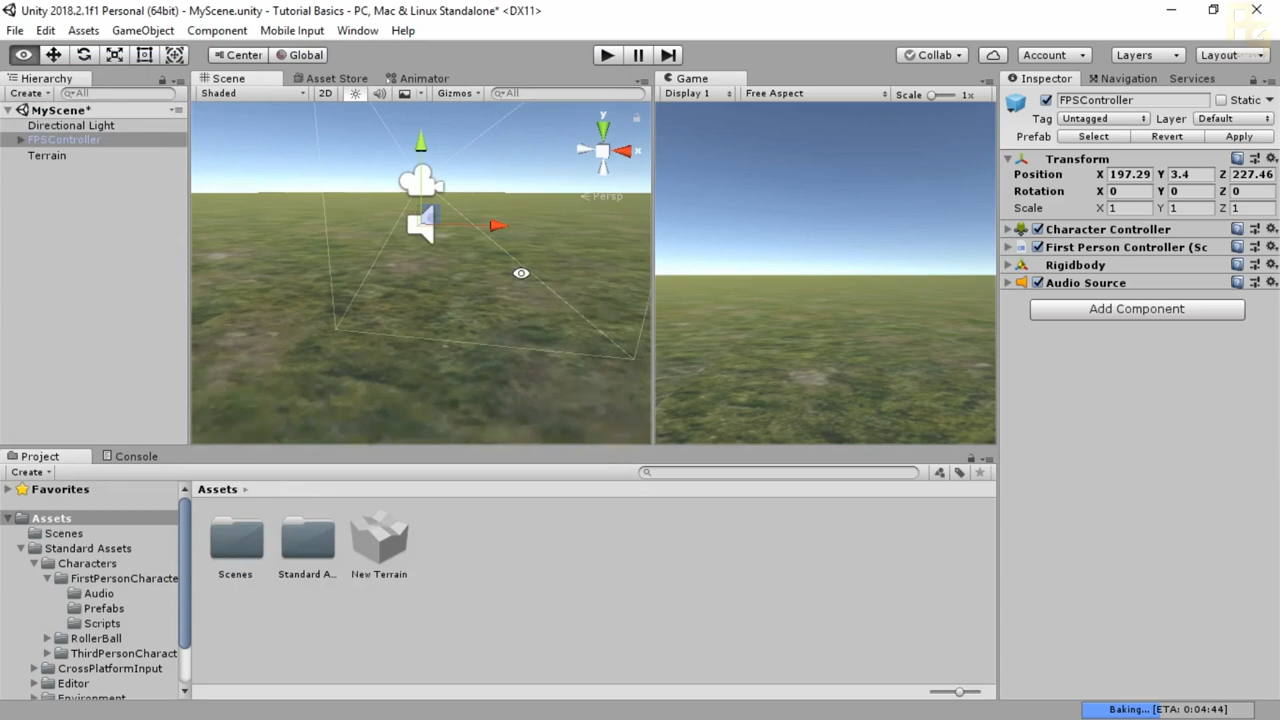 Unity 2018.2.1f1 Personal (64bit) - MyScene.unity - Tutorial Basics - PC, Mac & Linux Standalone* <DX11>
File Edit Assets GameObject Component Mobile Input Window Help
Center Global Collab Account Layers Layout
Hierarchy Scene Asset Store Animator Game Inspector Navigation Services
Create All Shaded 2D Gizmos All Display 1 Free Aspect Scale 1x
FPSController Static
MyScene*
Tag Untagged Layer Default
Directional Light
Prefab Select Revert Apply
FPSController
Terrain
y
x
Persp
Transform
Position X 197.29 Y 3.4 Z 227.46
Rotation X 0 Y 0 Z 0
Scale X 1 Y 1 Z 1
Character Controller
First Person Controller (Sc
Rigidbody
Audio Source
Add Component
Project Console
Create
Favorites
Assets
Assets
Scenes
Standard Assets
Characters
FirstPersonCharacte
Audio
Prefabs
Scripts
RollerBall
ThirdPersonCharact
CrossPlatformInput
Editor
Environment
Scenes Standard A... New Terrain
Baking... [ETA: 0:04:44]